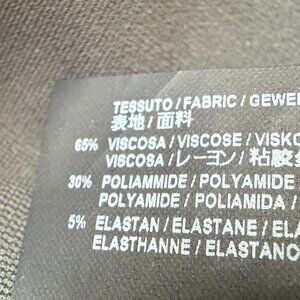 TESSUTO / FABRIC / GEWE
表地 / 面料
65% VISCOSA / VISCOSE / VISKO
VISCOSA / レーヨン / 粘胶
30% POLIAMMIDE / POLYAMIDE
POLYAMIDE / POLIAMIDA /
5% ELASTAN / ELASTANE / ELA
ELASTHANNE / ELASTANO